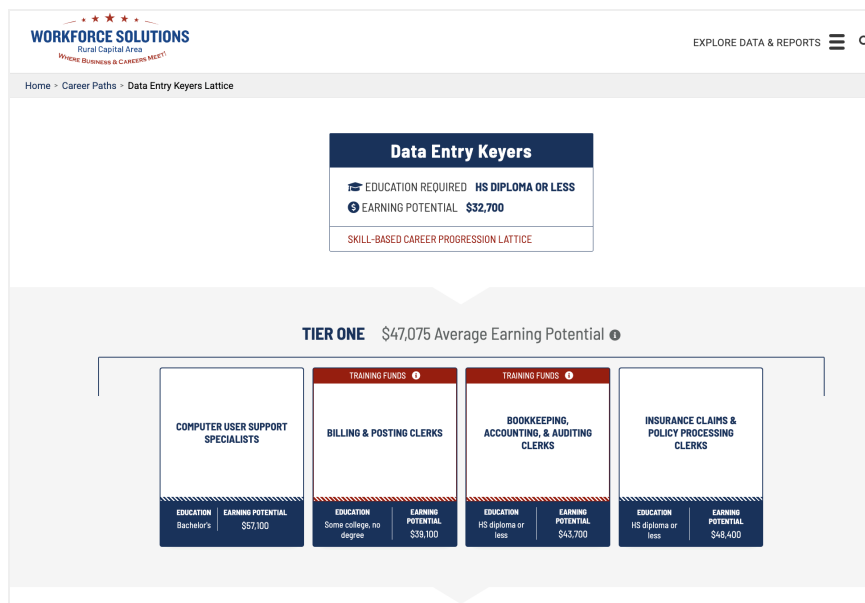 WORKFORCE SOLUTIONS
Rural Capital Area
WHERE BUSINESS & CAREERS MEET!
EXPLORE DATA & REPORTS
Home > Career Paths > Data Entry Keyers Lattice
Data Entry Keyers
EDUCATION REQUIRED HS DIPLOMA OR LESS
$ EARNING POTENTIAL $32,700
SKILL-BASED CAREER PROGRESSION LATTICE
TIER ONE $47,075 Average Earning Potential i
COMPUTER USER SUPPORT
SPECIALISTS
EDUCATION EARNING POTENTIAL
Bachelor's $57,100
TRAINING FUNDS i
BILLING & POSTING CLERKS
EDUCATION EARNING
POTENTIAL
Some college, no
degree
$39,100
TRAINING FUNDS i
BOOKKEEPING,
ACCOUNTING, & AUDITING
CLERKS
EDUCATION EARNING
POTENTIAL
HS diploma or
less
$43,700
INSURANCE CLAIMS &
POLICY PROCESSING
CLERKS
EDUCATION EARNING
POTENTIAL
HS diploma or
less
$48,400